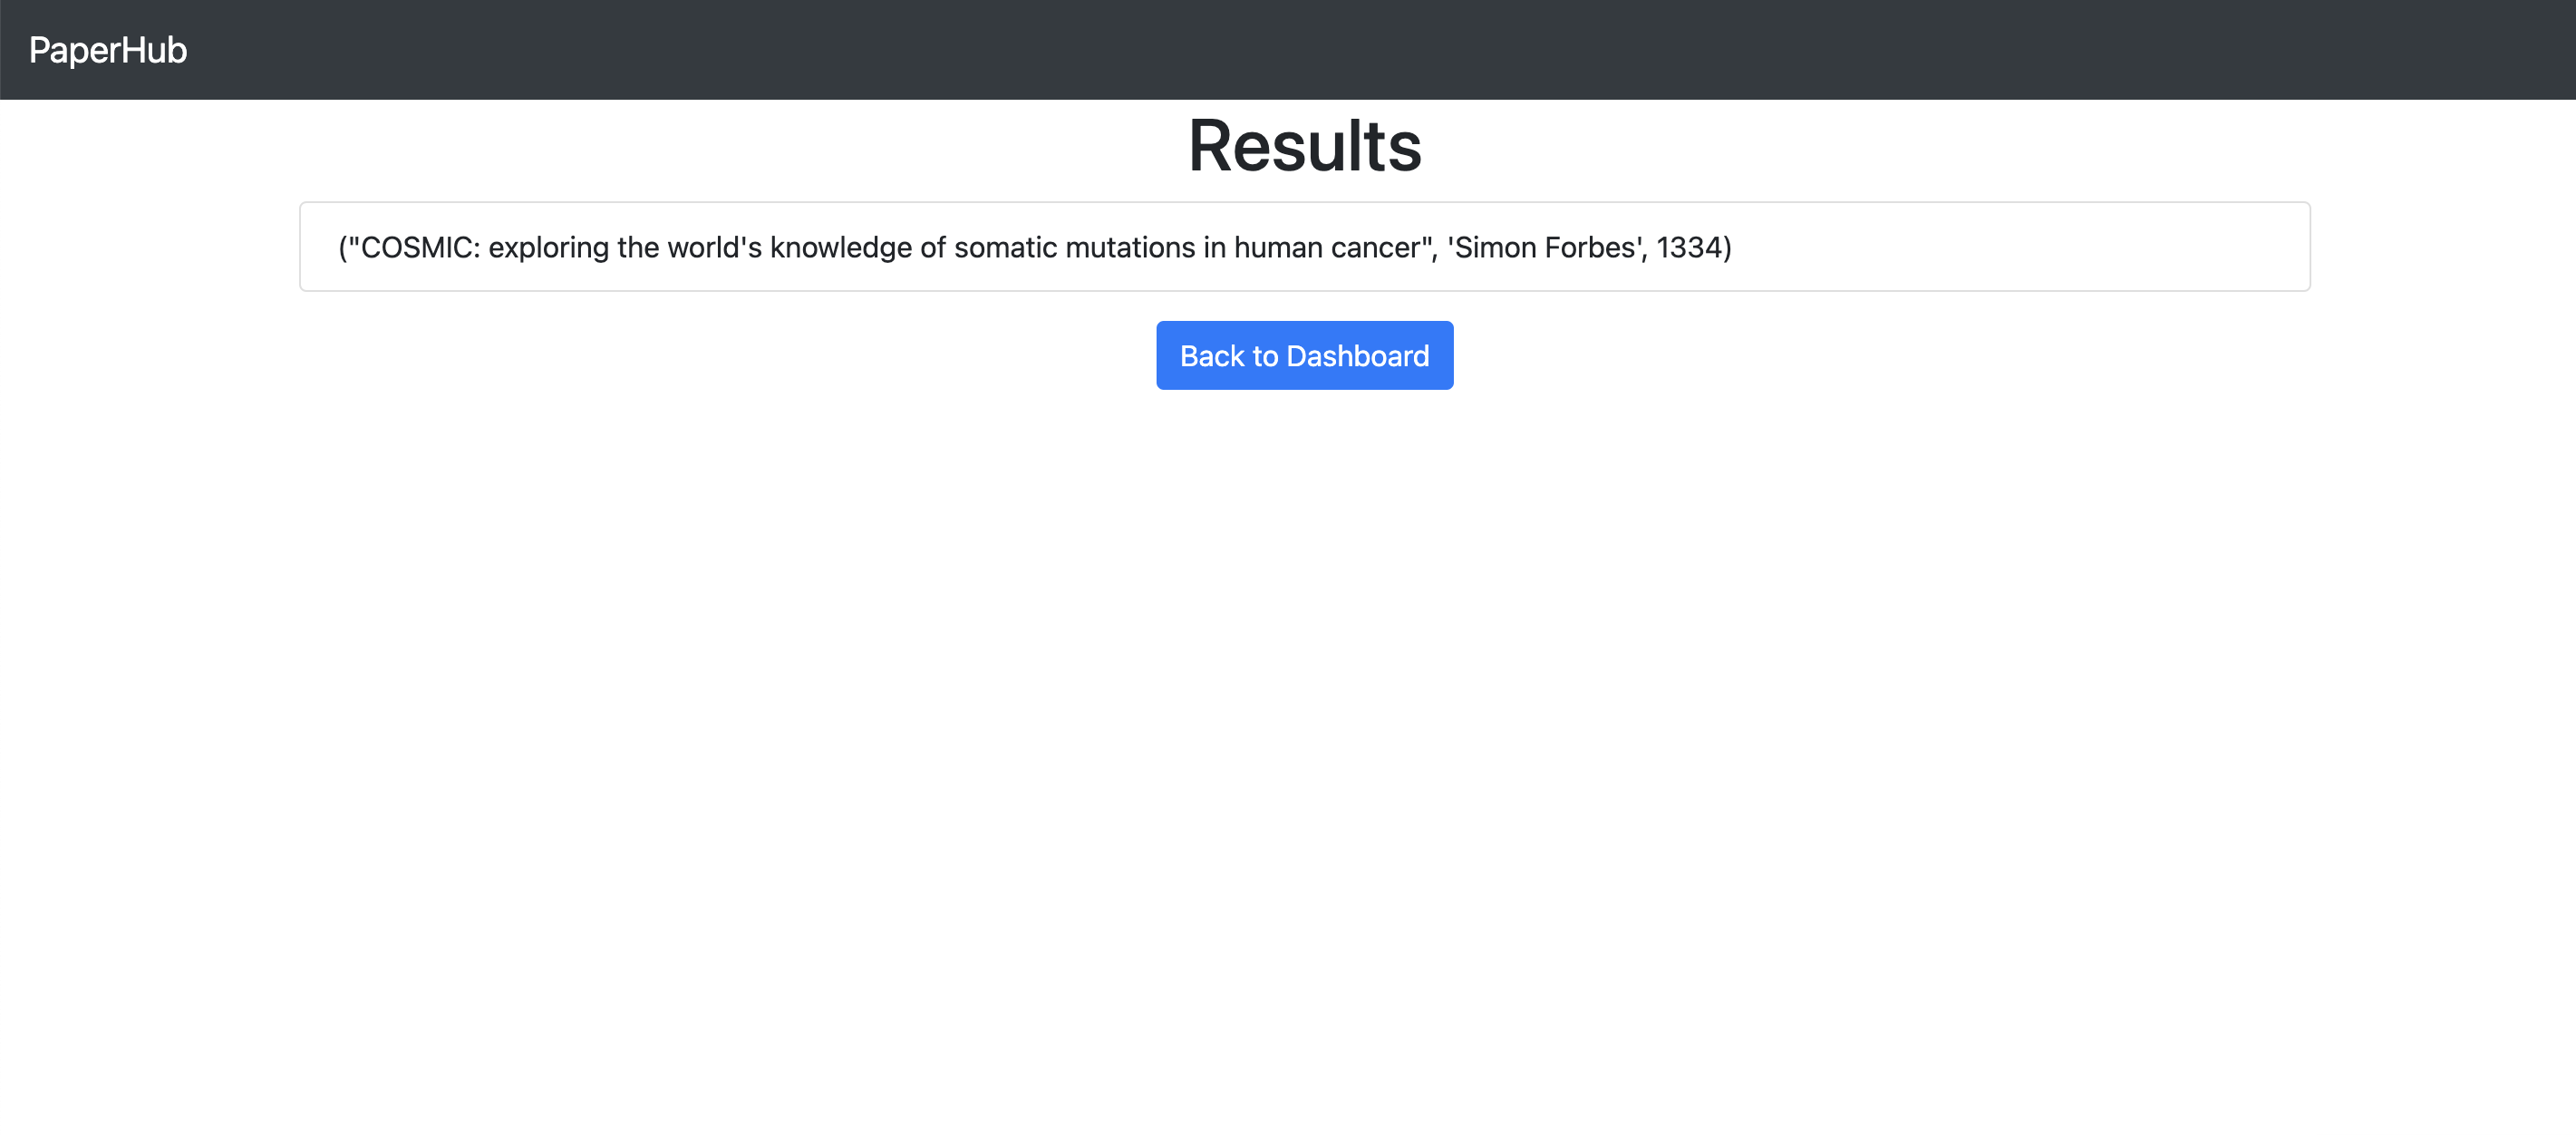 PaperHub
Results
("COSMIC: exploring the world's knowledge of somatic mutations in human cancer", 'Simon Forbes', 1334)
Back to Dashboard